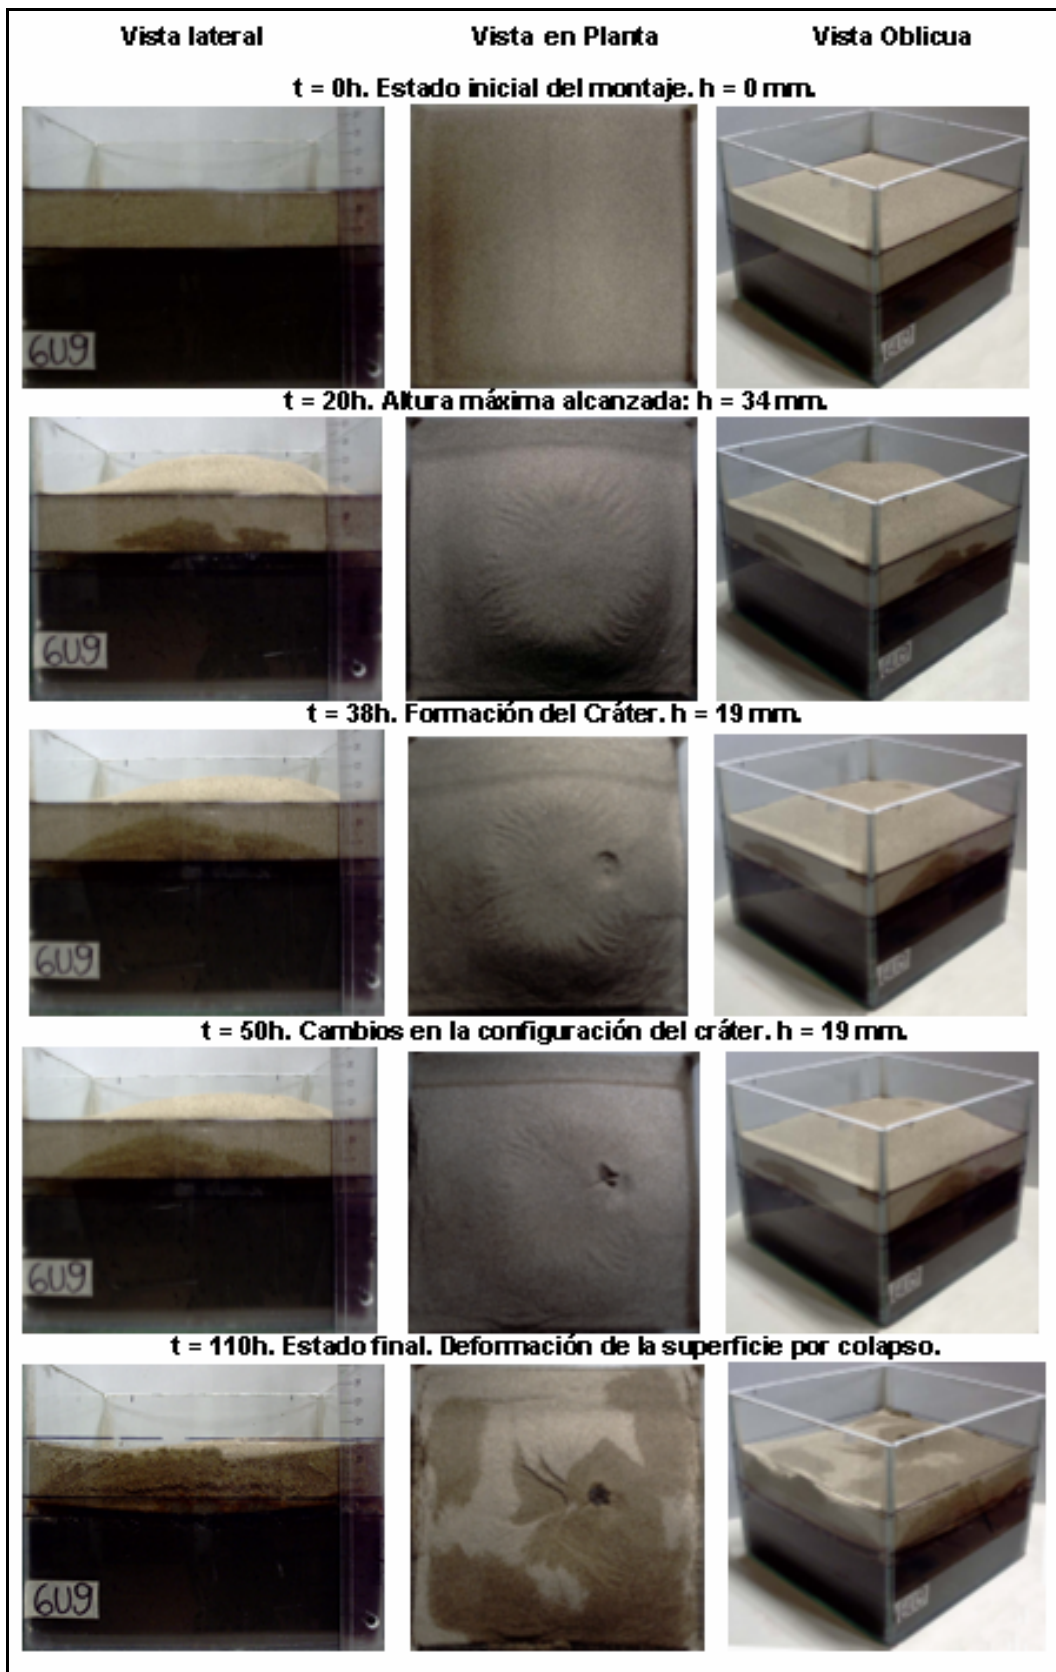 Vista lateral Vista en Planta Vista Oblicua
t = 0h. Estado inicial del montaje. h = 0 mm.
6U9
t = 20h. Altura máxima alcanzada: h = 34 mm.
6U9
t = 38h. Formación del Cráter. h = 19 mm.
6U9
t = 50h. Cambios en la configuración del cráter. h = 19 mm.
6U9
t = 110h. Estado final. Deformación de la superficie por colapso.
6U9